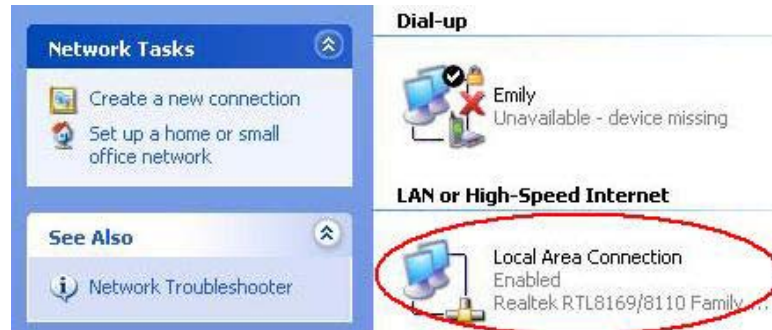 Network Tasks
Create a new connection
Set up a home or small
office network
See Also
Network Troubleshooter
Dial-up
Emily
Unavailable - device missing
LAN or High-Speed Internet
Local Area Connection
Enabled
Realtek RTL8169/8110 Family ...